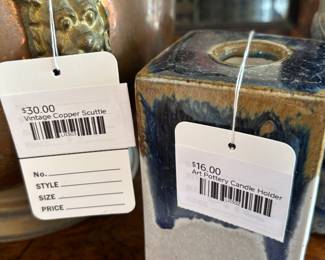 $30.00
Vintage Copper Scuttle
No.
STYLE
SIZE
PRICE
$16.00
Art Pottery Candle Holder